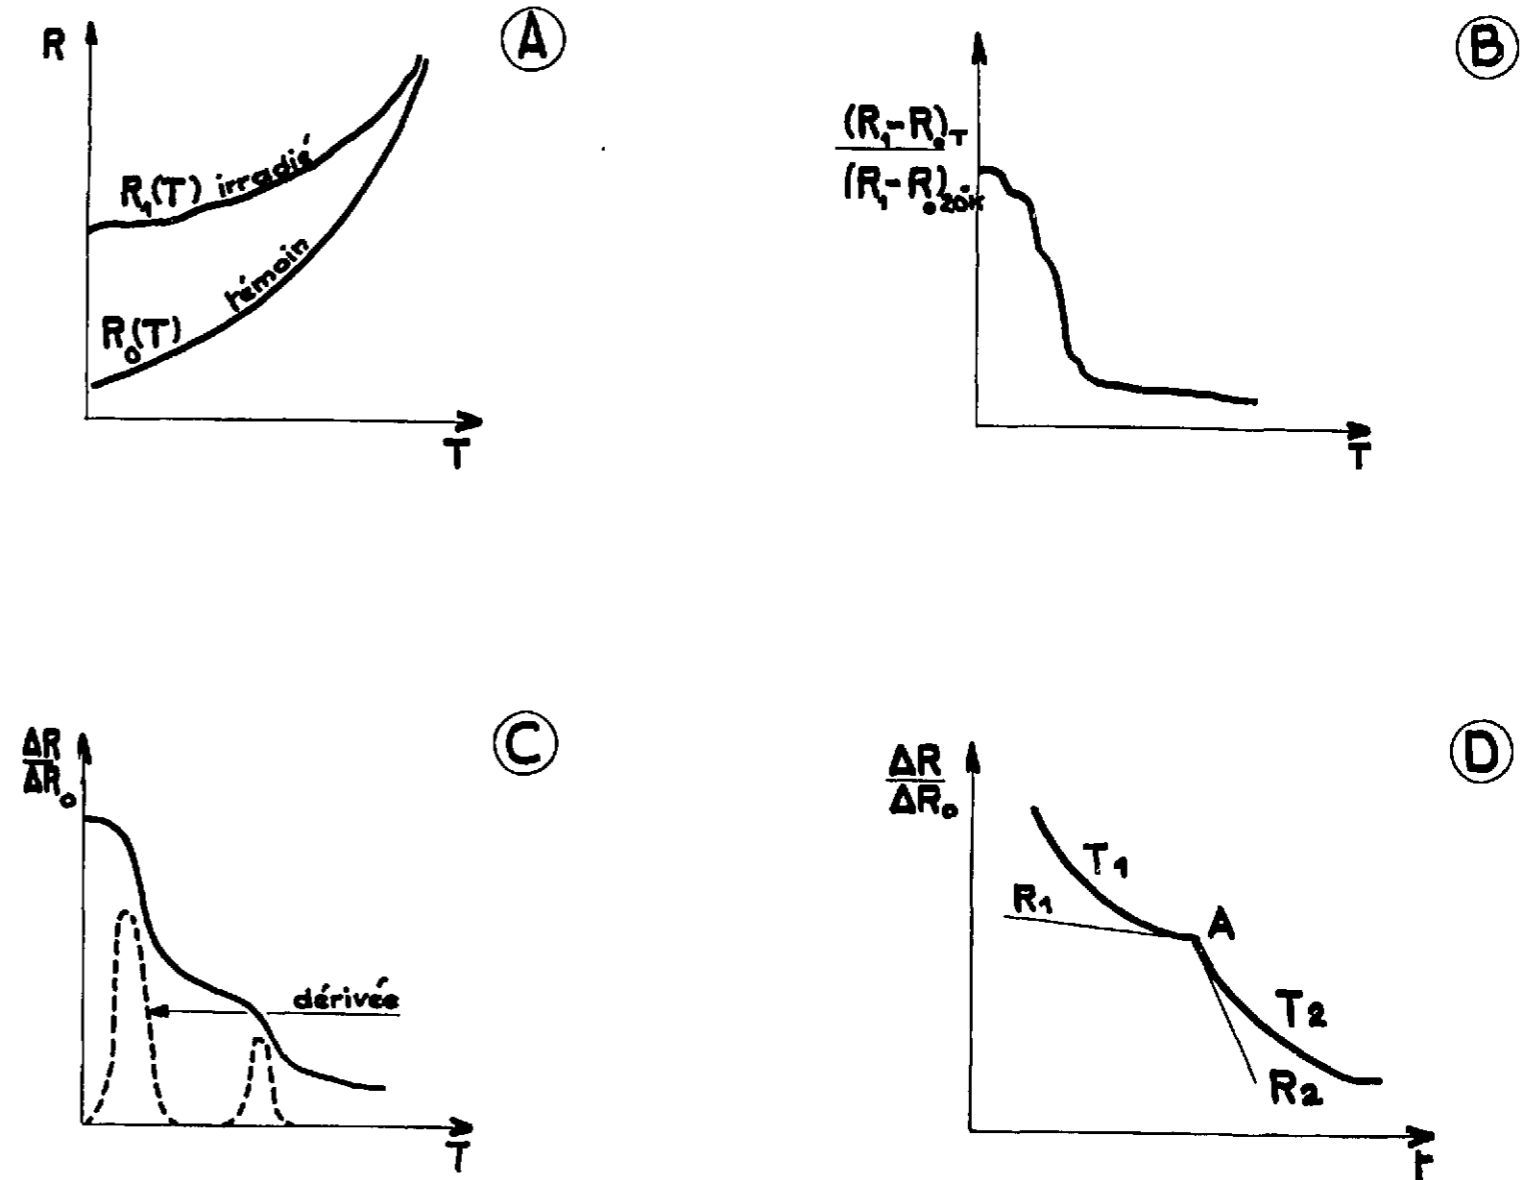 R
A
R₁(T) irradié
témoin
R₀(T)
T
B
(R₁-R₀)T
(R₁-R₀)20K
T
C
ΔR
ΔR₀
dérivée
T
D
ΔR
ΔR₀
T1
R1
A
T2
R2
t